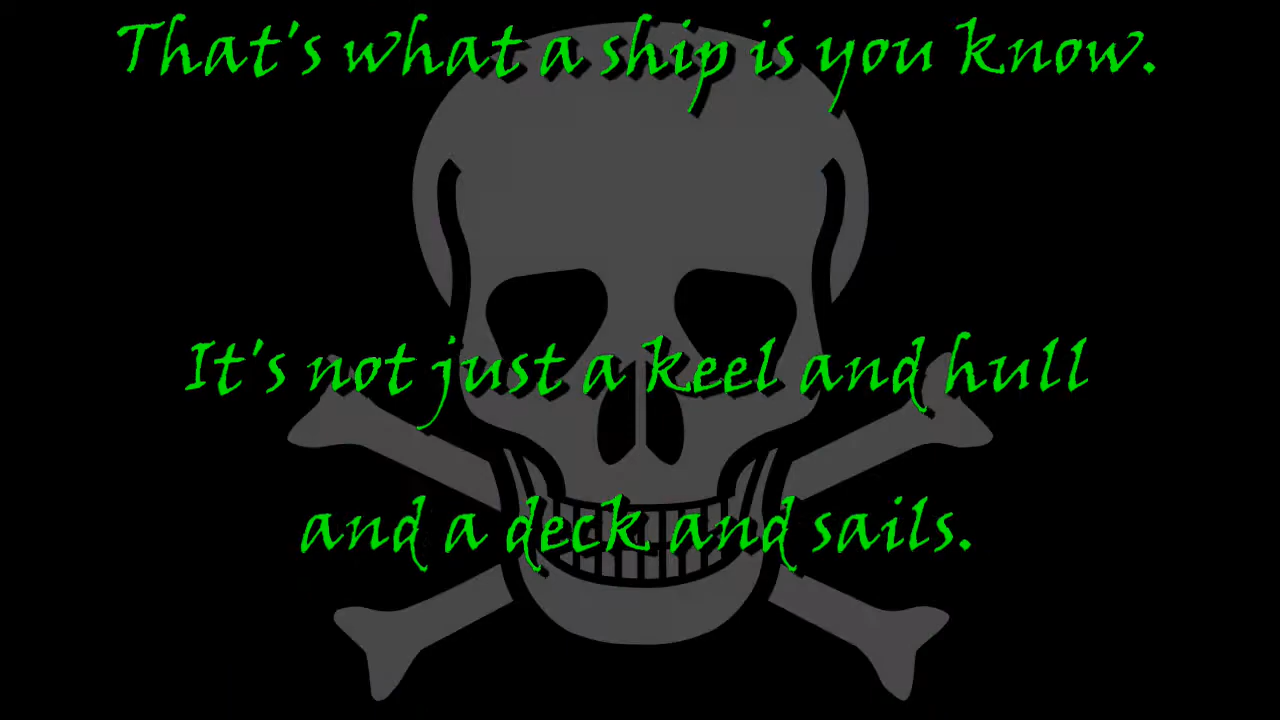 That's what a ship is you know.
It's not just a keel and hull
and a deck and sails.